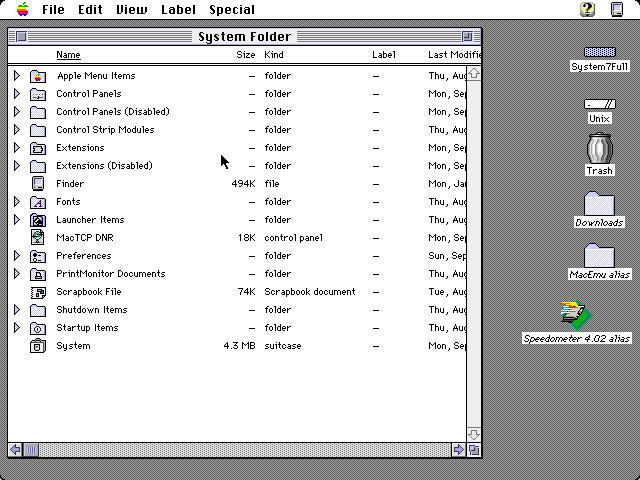 File Edit View Label Special
System Folder
Name Size Kind Label Last Modifie
Apple Menu Items – folder – Thu, Aug
Control Panels – folder – Mon, Sep
Control Panels (Disabled) – folder – Mon, Sep
Control Strip Modules – folder – Thu, Aug
Extensions – folder – Mon, Sep
Extensions (Disabled) – folder – Mon, Sep
Finder 494K file – Mon, Jan
Fonts – folder – Thu, Aug
Launcher Items – folder – Thu, Aug
MacTCP DNR 18K control panel – Mon, Sep
Preferences – folder – Sun, Sep
PrintMonitor Documents – folder – Thu, Aug
Scrapbook File 74K Scrapbook document – Tue, Aug
Shutdown Items – folder – Thu, Aug
Startup Items – folder – Thu, Aug
System 4.3 MB suitcase – Mon, Sep
System7Full
Unix
Trash
Downloads
MacEmu alias
Speedometer 4.02 alias